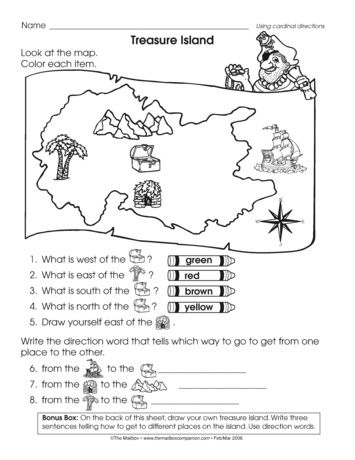 Name
Using cardinal directions
Treasure Island
Look at the map.
Color each item.
1. What is west of the ?
green
2. What is east of the ?
red
3. What is south of the ?
brown
4. What is north of the ?
yellow
5. Draw yourself east of the .
Write the direction word that tells which way to go to get from one
place to the other.
6. from the to the
7. from the to the
8. from the to the
Bonus Box: On the back of this sheet, draw your own treasure island. Write three
sentences telling how to get to different places on the island. Use direction words.
©The Mailbox • www.themailboxcompanion.com • Feb/Mar 2006